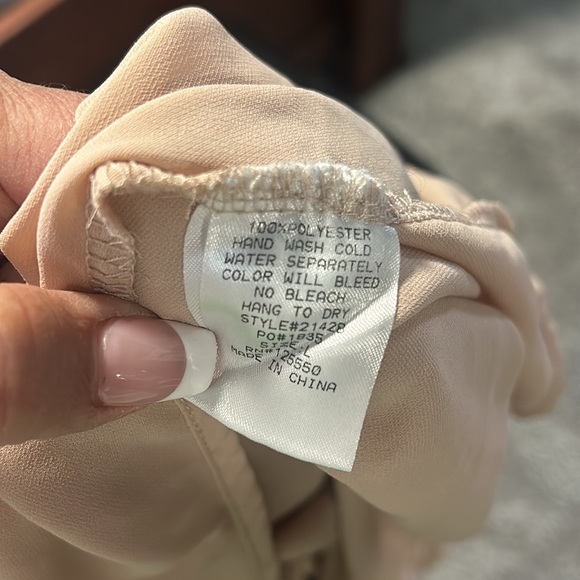 100%POLYESTER
HAND WASH COLD
WATER SEPARATELY
COLOR WILL BLEED
NO BLEACH
HANG TO DRY
STYLE#21428
PO#1835
SIZE:L
RN#125550
MADE IN CHINA